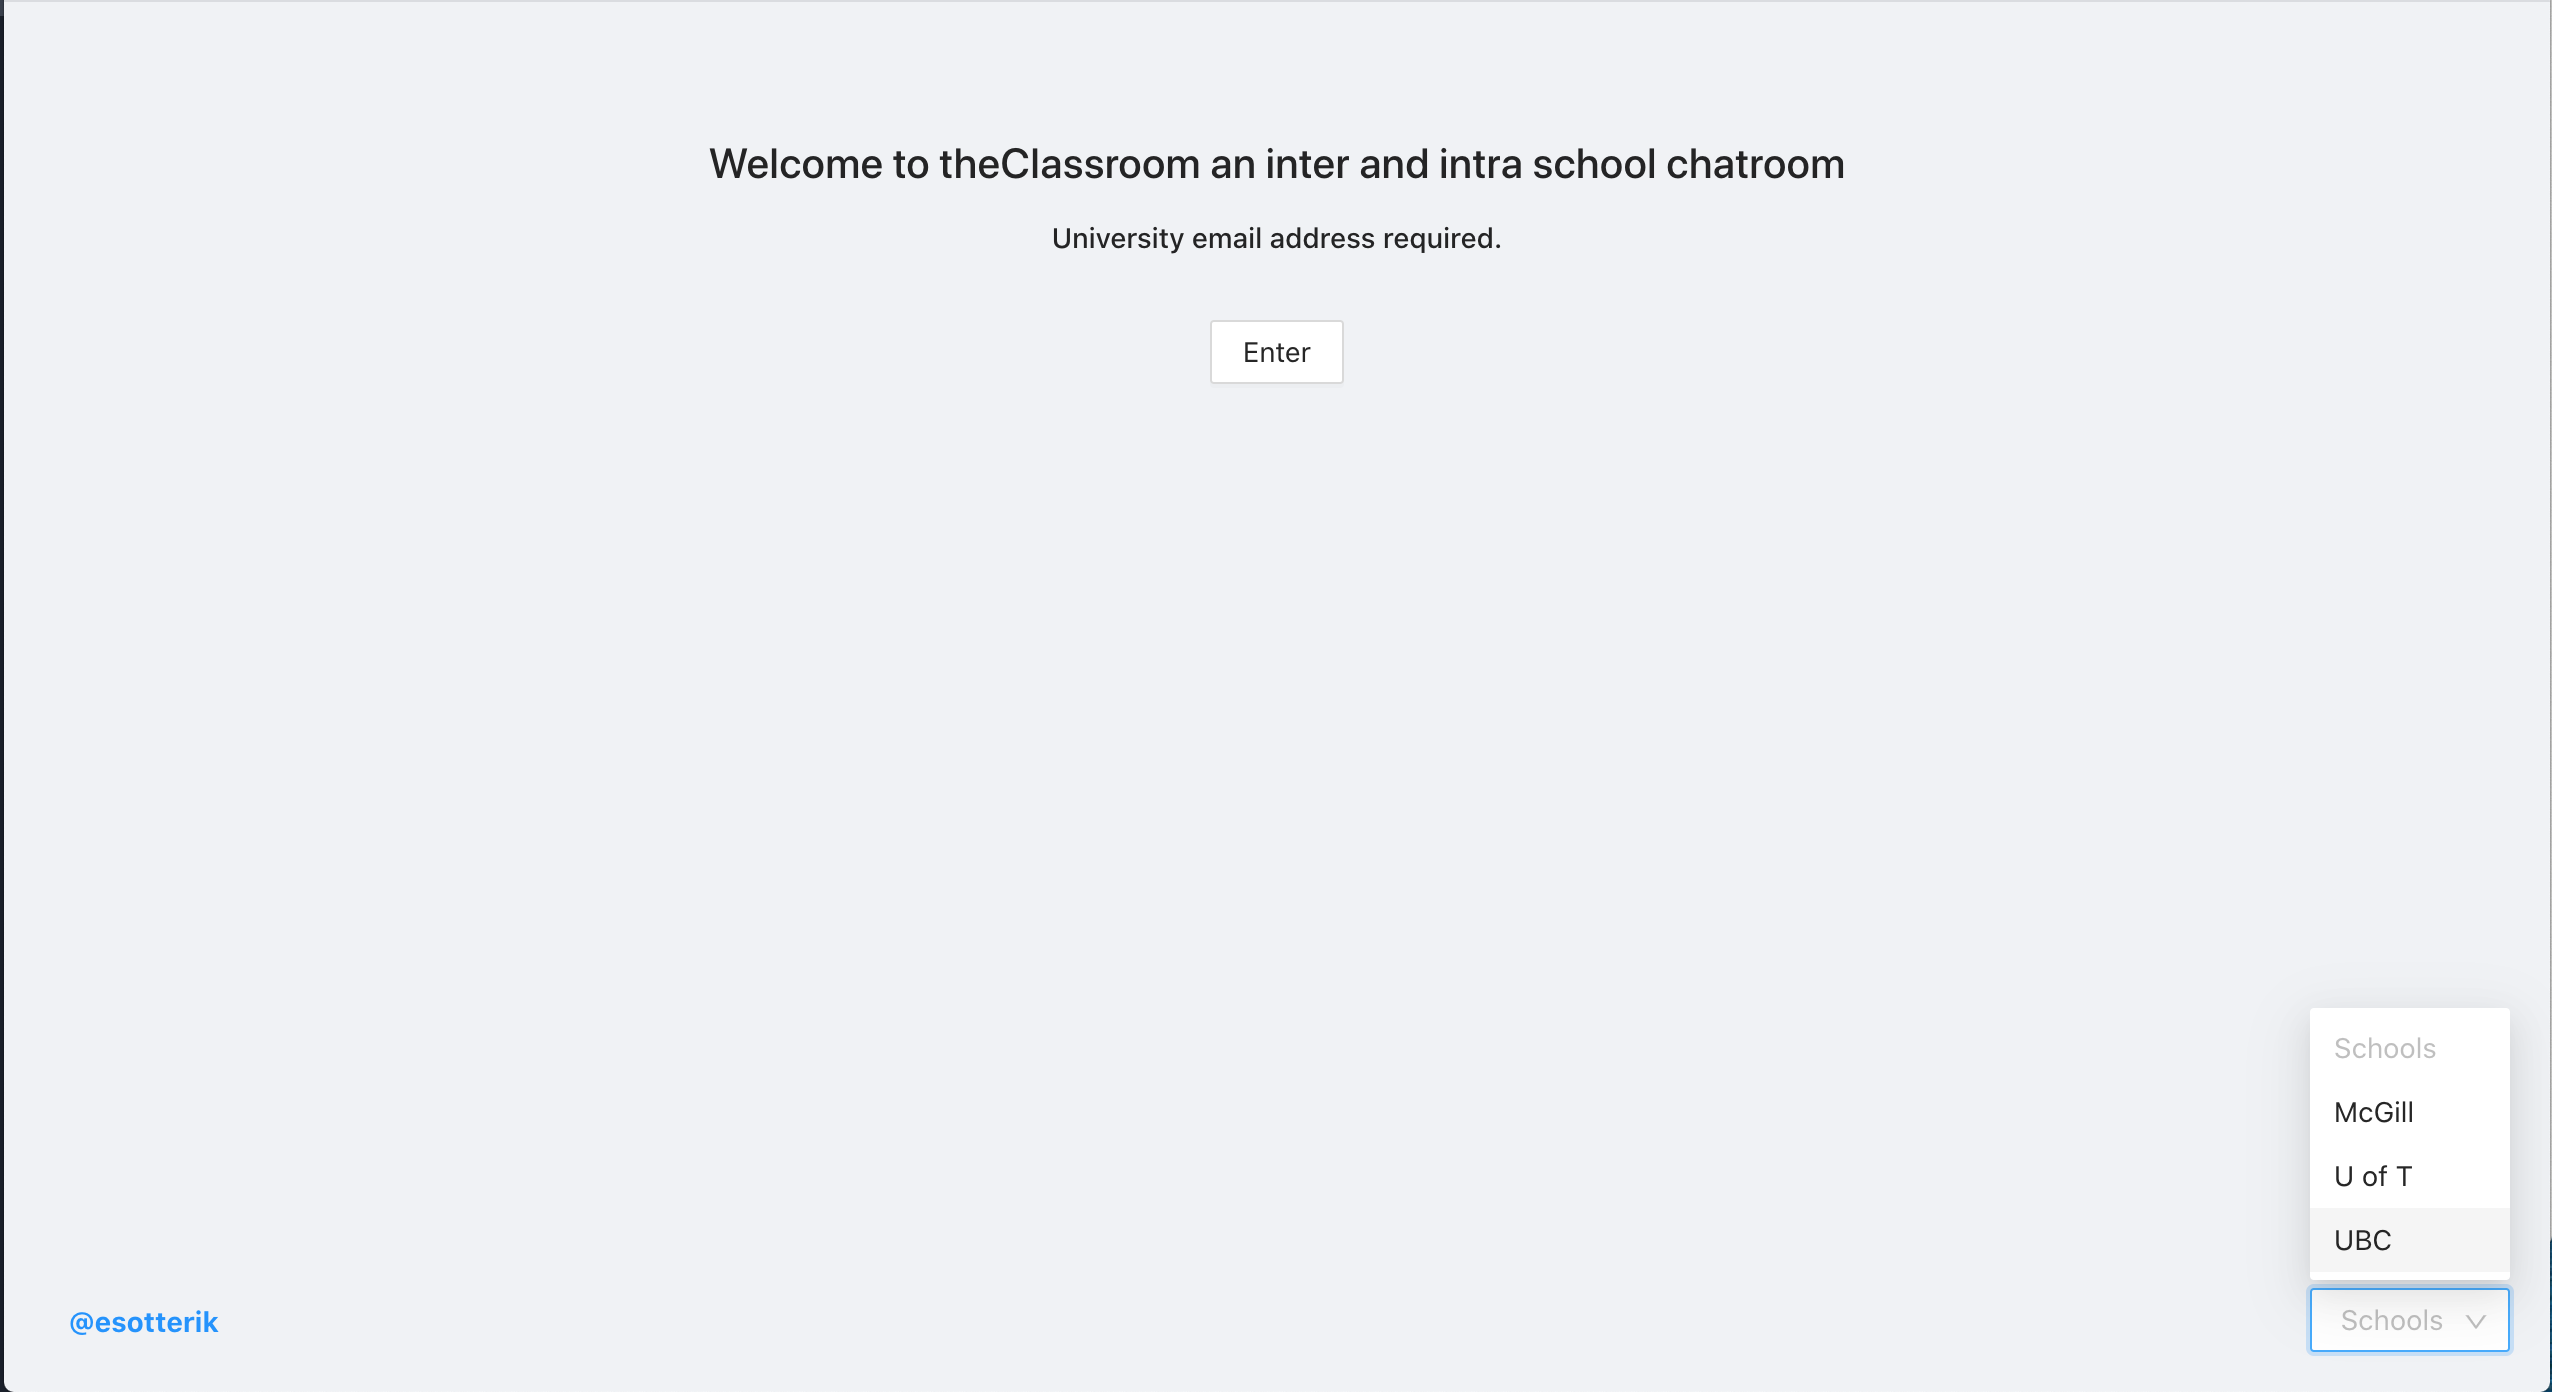 Welcome to theClassroom an inter and intra school chatroom
University email address required.
Enter
Schools
McGill
U of T
UBC
@esotterik
Schools